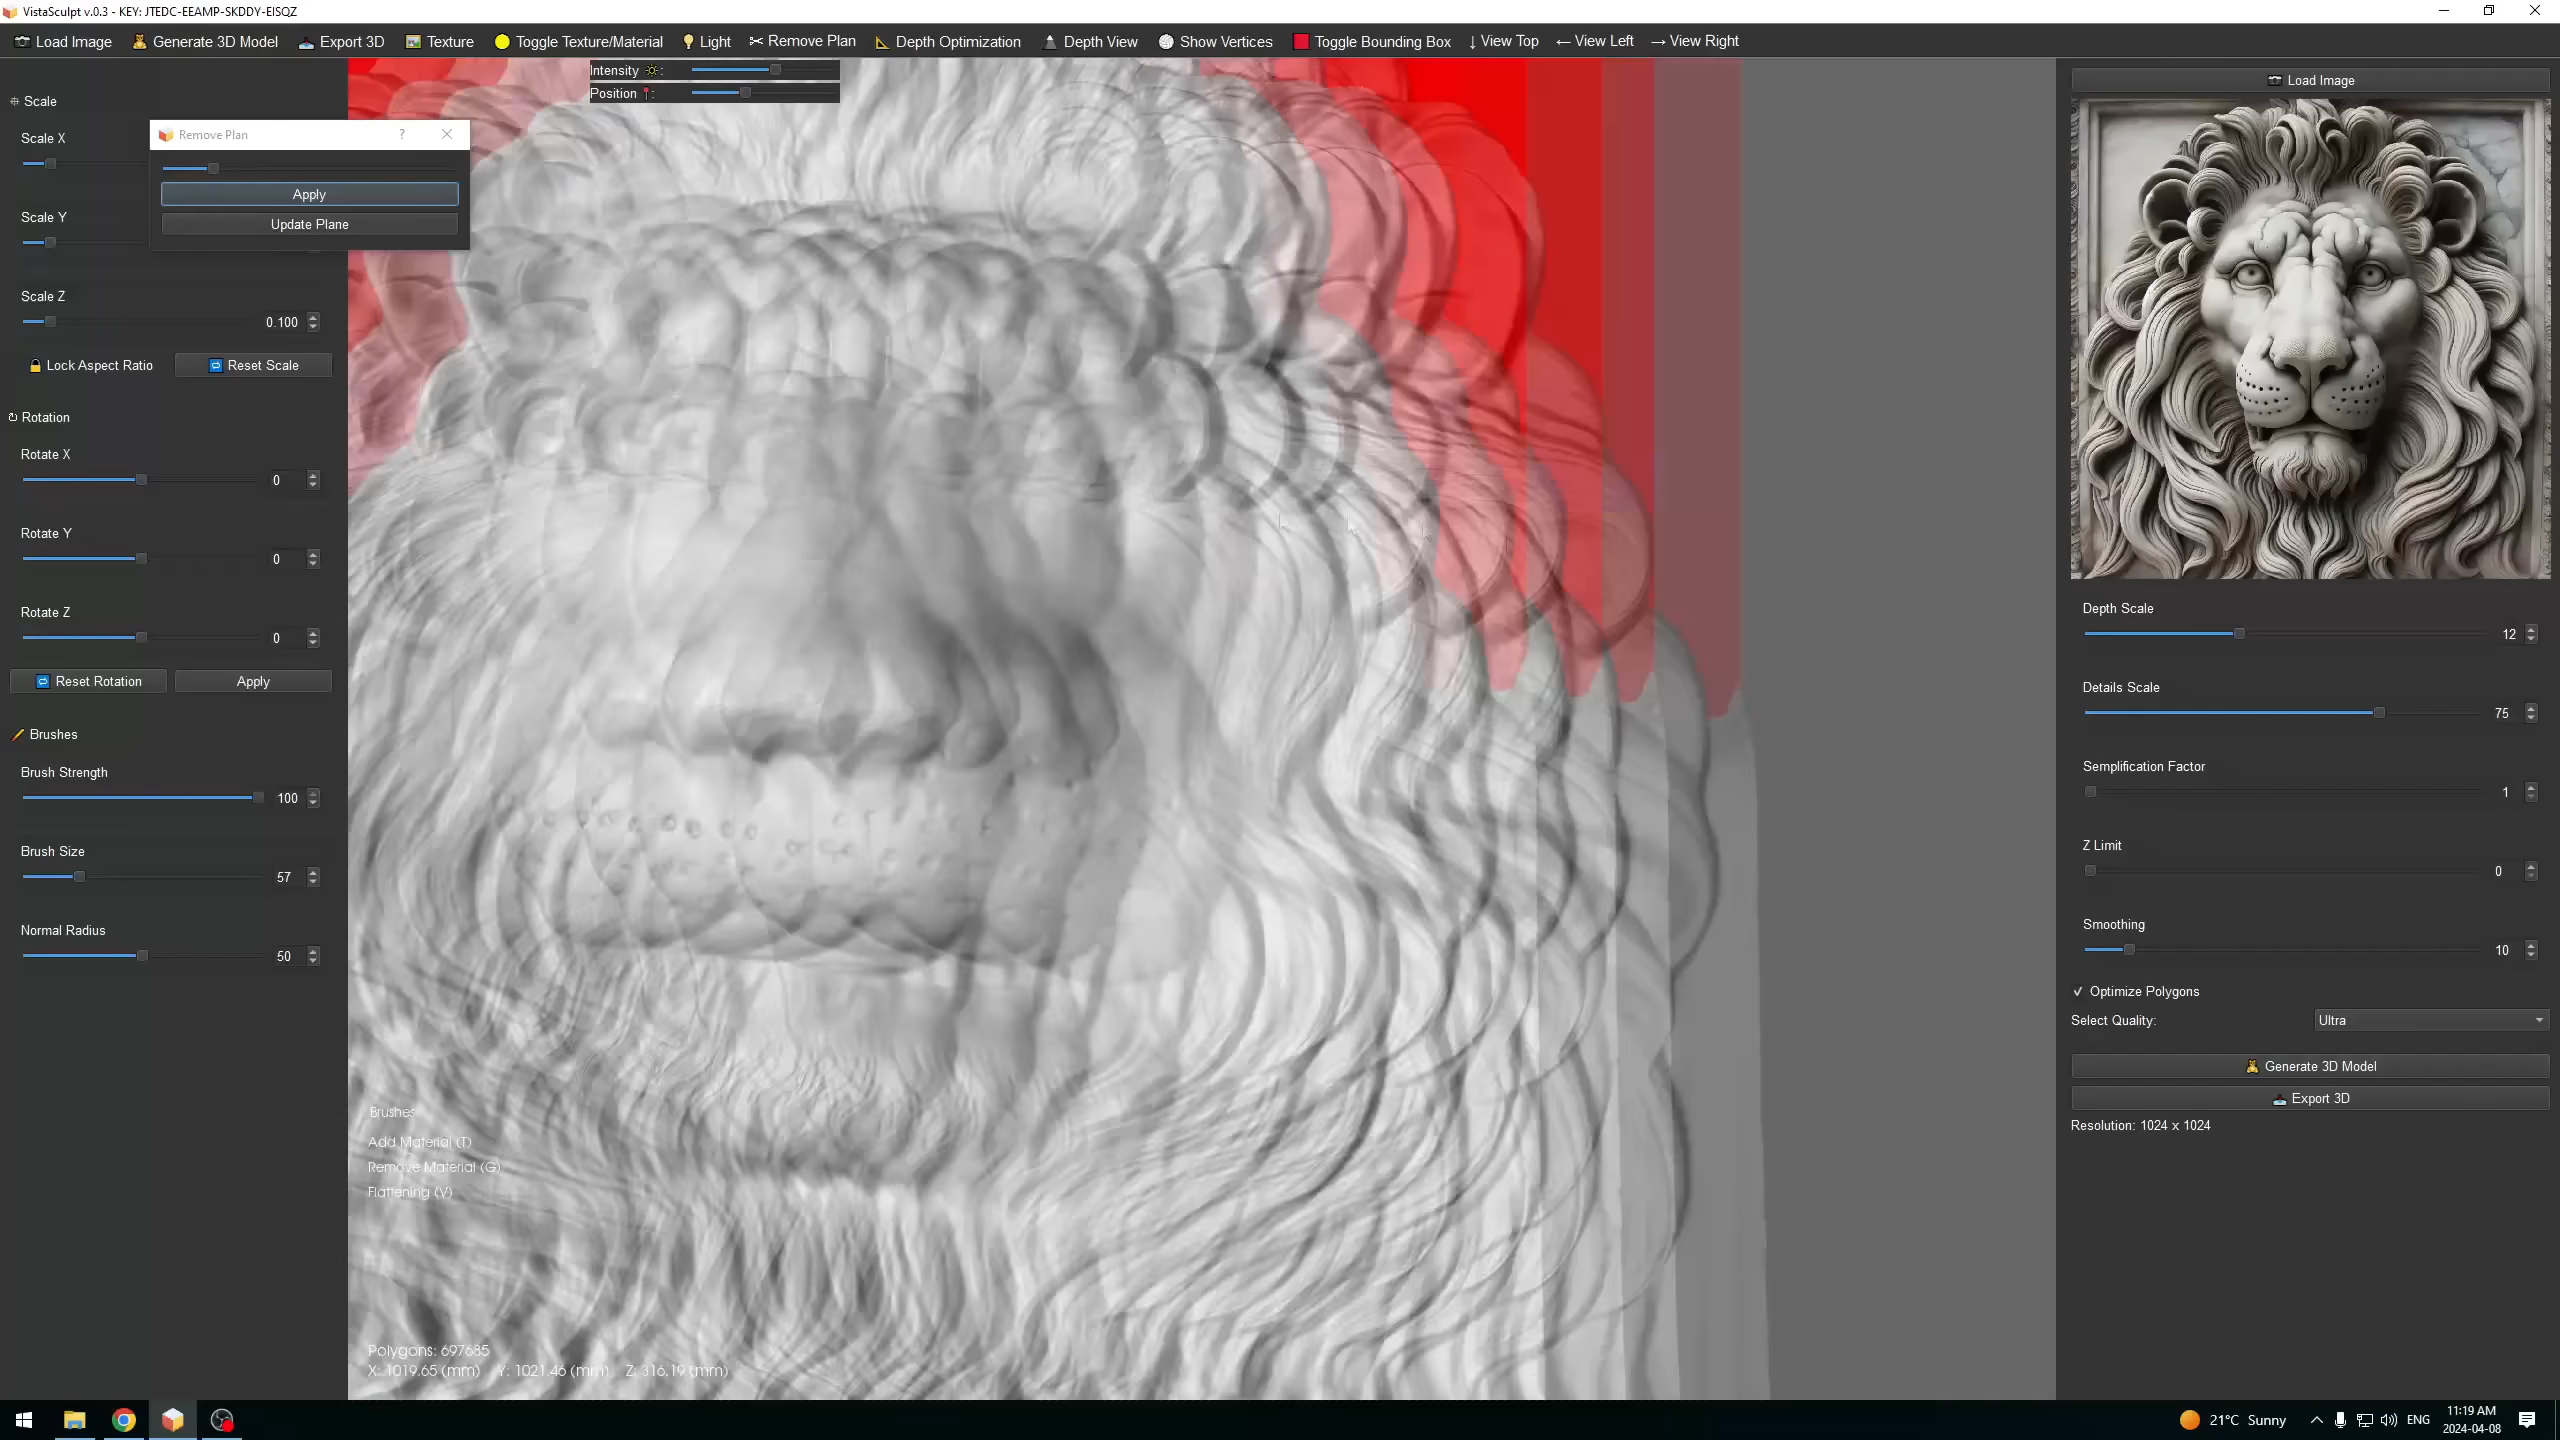 VistaSculpt v.0.3 - KEY: JTEDC-EEAMP-SKDDY-EISQZ
Load Image Generate 3D Model Export 3D Texture Toggle Texture/Material Light Remove Plan Depth Optimization Depth View Show Vertices Toggle Bounding Box ↓ View Top ← View Left → View Right
Intensity :
Position :
Scale
Scale X
Scale Y
Scale Z
0.100
Lock Aspect Ratio Reset Scale
Rotation
Rotate X
0
Rotate Y
0
Rotate Z
0
Reset Rotation Apply
Brushes
Brush Strength
100
Brush Size
57
Normal Radius
50
Remove Plan ?
Apply
Update Plane
Brushes
Add Material (T)
Remove Material (G)
Flattening (V)
Polygons: 697685
X: 1019.65 (mm) Y: 1021.46 (mm) Z: 316.19 (mm)
Load Image
Depth Scale
12
Details Scale
75
Semplification Factor
1
Z Limit
0
Smoothing
10
Optimize Polygons
Select Quality: Ultra
Generate 3D Model
Export 3D
Resolution: 1024 x 1024
21°C Sunny ENG 11:19 AM
2024-04-08